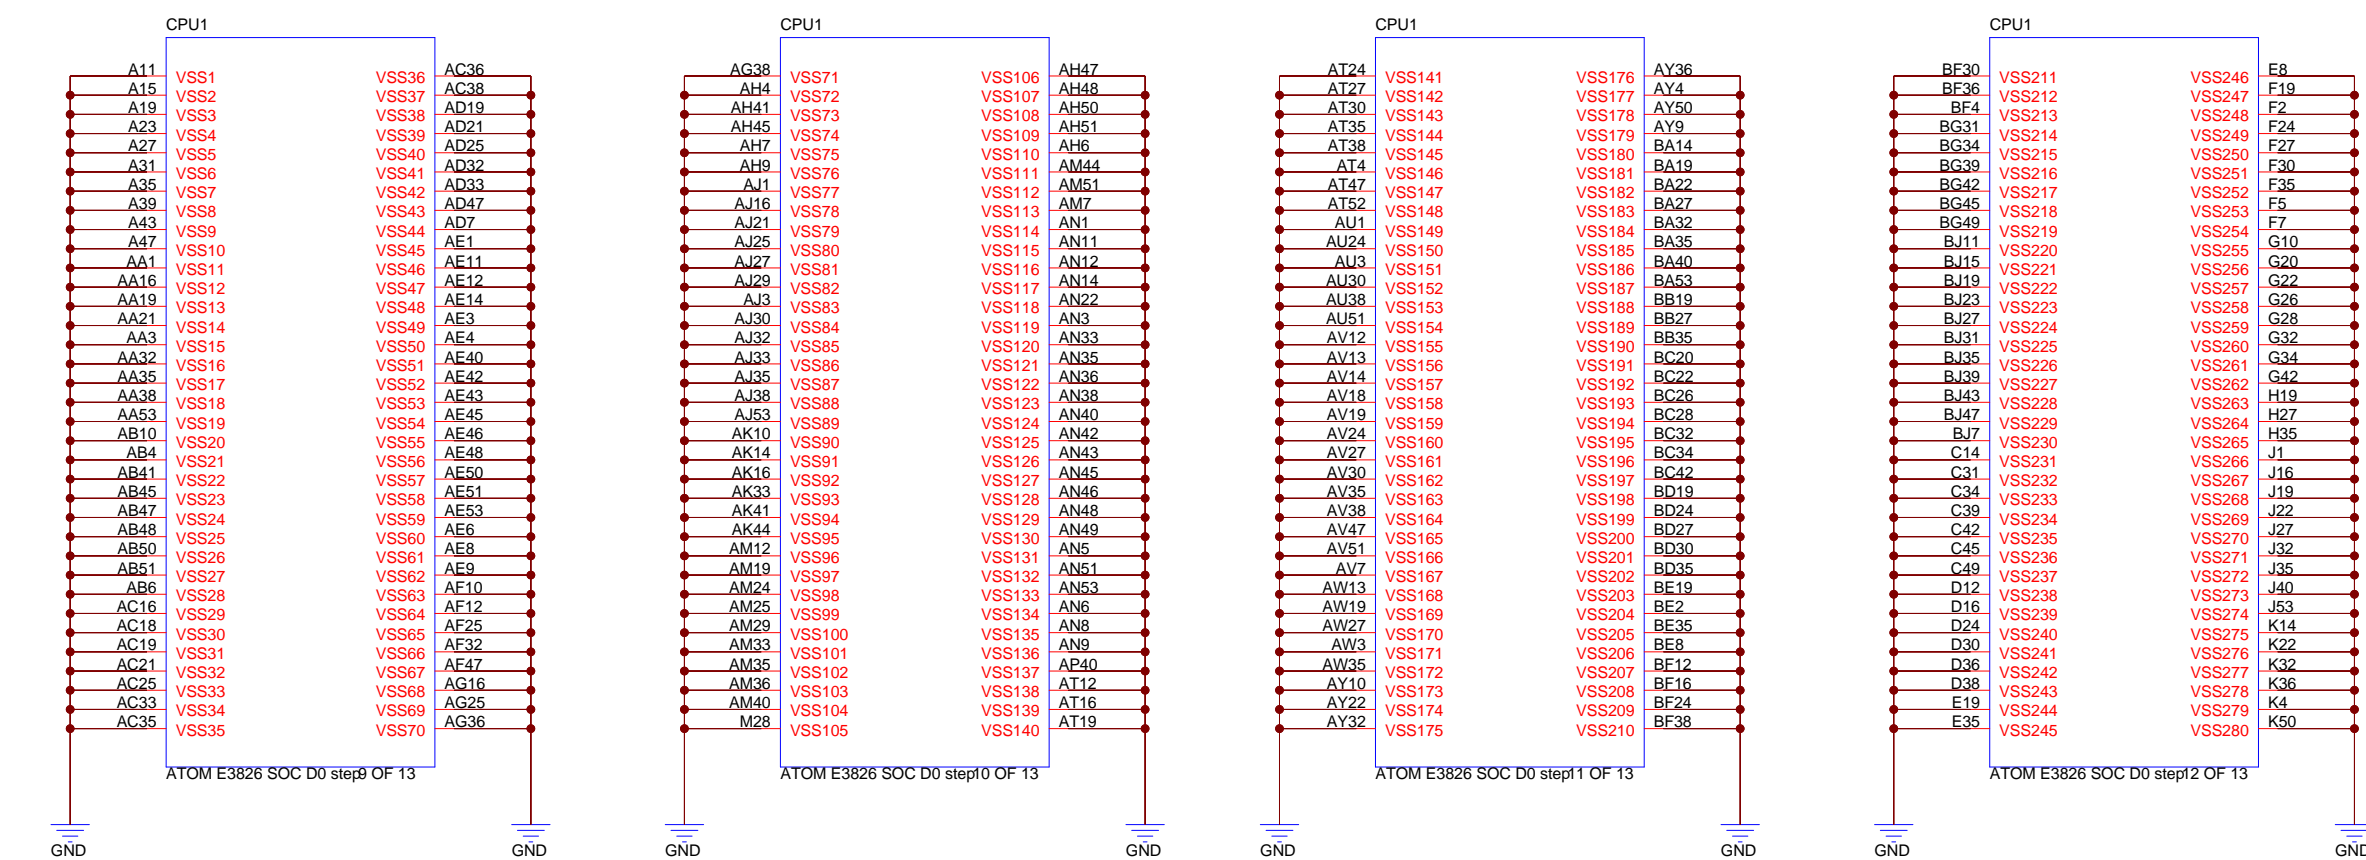 CPU1 CPU1 CPU1 CPU1
A11 VSS1 VSS36 AC36 AG38 VSS71 VSS106 AH47 AT24 VSS141 VSS176 AY36 BF30 VSS211 VSS246 E8
A15 VSS2 VSS37 AC38 AH4 VSS72 VSS107 AH48 AT27 VSS142 VSS177 AY4 BF36 VSS212 VSS247 F19
A19 VSS3 VSS38 AD19 AH41 VSS73 VSS108 AH50 AT30 VSS143 VSS178 AY50 BF4 VSS213 VSS248 F2
A23 VSS4 VSS39 AD21 AH45 VSS74 VSS109 AH51 AT35 VSS144 VSS179 AY9 BG31 VSS214 VSS249 F24
A27 VSS5 VSS40 AD25 AH7 VSS75 VSS110 AH6 AT38 VSS145 VSS180 BA14 BG34 VSS215 VSS250 F27
A31 VSS6 VSS41 AD32 AH9 VSS76 VSS111 AM44 AT4 VSS146 VSS181 BA19 BG39 VSS216 VSS251 F30
A35 VSS7 VSS42 AD33 AJ1 VSS77 VSS112 AM51 AT47 VSS147 VSS182 BA22 BG42 VSS217 VSS252 F35
A39 VSS8 VSS43 AD47 AJ16 VSS78 VSS113 AM7 AT52 VSS148 VSS183 BA27 BG45 VSS218 VSS253 F5
A43 VSS9 VSS44 AD7 AJ21 VSS79 VSS114 AN1 AU1 VSS149 VSS184 BA32 BG49 VSS219 VSS254 F7
A47 VSS10 VSS45 AE1 AJ25 VSS80 VSS115 AN11 AU24 VSS150 VSS185 BA35 BJ11 VSS220 VSS255 G10
AA1 VSS11 VSS46 AE11 AJ27 VSS81 VSS116 AN12 AU3 VSS151 VSS186 BA40 BJ15 VSS221 VSS256 G20
AA16 VSS12 VSS47 AE12 AJ29 VSS82 VSS117 AN14 AU30 VSS152 VSS187 BA53 BJ19 VSS222 VSS257 G22
AA19 VSS13 VSS48 AE14 AJ3 VSS83 VSS118 AN22 AU38 VSS153 VSS188 BB19 BJ23 VSS223 VSS258 G26
AA21 VSS14 VSS49 AE3 AJ30 VSS84 VSS119 AN3 AU51 VSS154 VSS189 BB27 BJ27 VSS224 VSS259 G28
AA3 VSS15 VSS50 AE4 AJ32 VSS85 VSS120 AN33 AV12 VSS155 VSS190 BB35 BJ31 VSS225 VSS260 G32
AA32 VSS16 VSS51 AE40 AJ33 VSS86 VSS121 AN35 AV13 VSS156 VSS191 BC20 BJ35 VSS226 VSS261 G34
AA35 VSS17 VSS52 AE42 AJ35 VSS87 VSS122 AN36 AV14 VSS157 VSS192 BC22 BJ39 VSS227 VSS262 G42
AA38 VSS18 VSS53 AE43 AJ38 VSS88 VSS123 AN38 AV18 VSS158 VSS193 BC26 BJ43 VSS228 VSS263 H19
AA53 VSS19 VSS54 AE45 AJ53 VSS89 VSS124 AN40 AV19 VSS159 VSS194 BC28 BJ47 VSS229 VSS264 H27
AB10 VSS20 VSS55 AE46 AK10 VSS90 VSS125 AN42 AV24 VSS160 VSS195 BC32 BJ7 VSS230 VSS265 H35
AB4 VSS21 VSS56 AE48 AK14 VSS91 VSS126 AN43 AV27 VSS161 VSS196 BC34 C14 VSS231 VSS266 J1
AB41 VSS22 VSS57 AE50 AK16 VSS92 VSS127 AN45 AV30 VSS162 VSS197 BC42 C31 VSS232 VSS267 J16
AB45 VSS23 VSS58 AE51 AK33 VSS93 VSS128 AN46 AV35 VSS163 VSS198 BD19 C34 VSS233 VSS268 J19
AB47 VSS24 VSS59 AE53 AK41 VSS94 VSS129 AN48 AV38 VSS164 VSS199 BD24 C39 VSS234 VSS269 J22
AB48 VSS25 VSS60 AE6 AK44 VSS95 VSS130 AN49 AV47 VSS165 VSS200 BD27 C42 VSS235 VSS270 J27
AB50 VSS26 VSS61 AE8 AM12 VSS96 VSS131 AN5 AV51 VSS166 VSS201 BD30 C45 VSS236 VSS271 J32
AB51 VSS27 VSS62 AE9 AM19 VSS97 VSS132 AN51 AV7 VSS167 VSS202 BD35 C49 VSS237 VSS272 J35
AB6 VSS28 VSS63 AF10 AM24 VSS98 VSS133 AN53 AW13 VSS168 VSS203 BE19 D12 VSS238 VSS273 J40
AC16 VSS29 VSS64 AF12 AM25 VSS99 VSS134 AN6 AW19 VSS169 VSS204 BE2 D16 VSS239 VSS274 J53
AC18 VSS30 VSS65 AF25 AM29 VSS100 VSS135 AN8 AW27 VSS170 VSS205 BE35 D24 VSS240 VSS275 K14
AC19 VSS31 VSS66 AF32 AM33 VSS101 VSS136 AN9 AW3 VSS171 VSS206 BE8 D30 VSS241 VSS276 K22
AC21 VSS32 VSS67 AF47 AM35 VSS102 VSS137 AP40 AW35 VSS172 VSS207 BF12 D36 VSS242 VSS277 K32
AC25 VSS33 VSS68 AG16 AM36 VSS103 VSS138 AT12 AY10 VSS173 VSS208 BF16 D38 VSS243 VSS278 K36
AC33 VSS34 VSS69 AG25 AM40 VSS104 VSS139 AT16 AY22 VSS174 VSS209 BF24 E19 VSS244 VSS279 K4
AC35 VSS35 VSS70 AG36 M28 VSS105 VSS140 AT19 AY32 VSS175 VSS210 BF38 E35 VSS245 VSS280 K50
ATOM E3826 SOC D0 step9 OF 13 ATOM E3826 SOC D0 step10 OF 13 ATOM E3826 SOC D0 step11 OF 13 ATOM E3826 SOC D0 step12 OF 13
GND GND GND GND GND GND GND GND